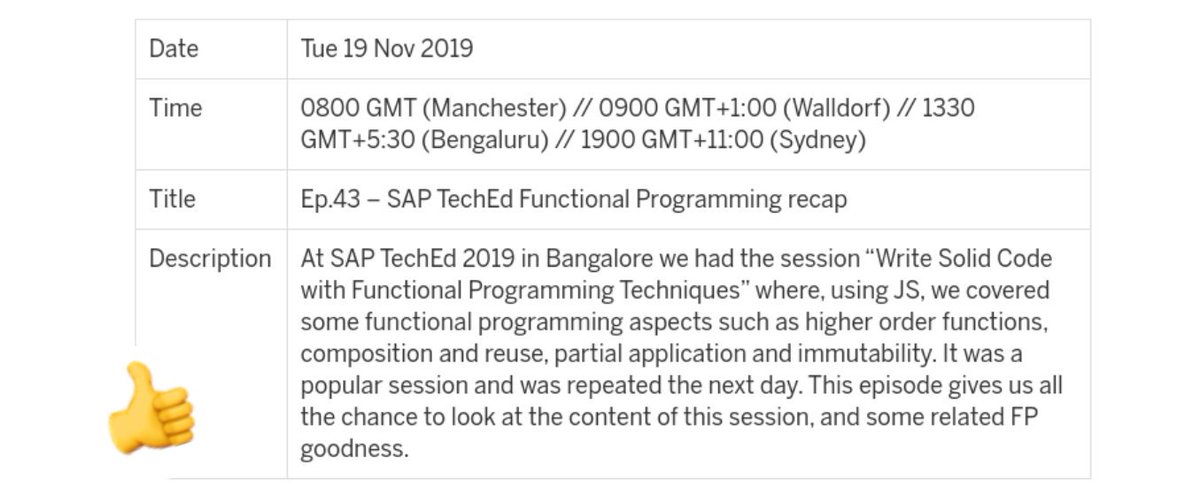 Date
Tue 19 Nov 2019
Time
0800 GMT (Manchester) // 0900 GMT+1:00 (Walldorf) // 1330
GMT+5:30 (Bengaluru) // 1900 GMT+11:00 (Sydney)
Title
Ep.43 – SAP TechEd Functional Programming recap
Description
At SAP TechEd 2019 in Bangalore we had the session “Write Solid Code
with Functional Programming Techniques” where, using JS, we covered
some functional programming aspects such as higher order functions,
composition and reuse, partial application and immutability. It was a
popular session and was repeated the next day. This episode gives us all
the chance to look at the content of this session, and some related FP
goodness.